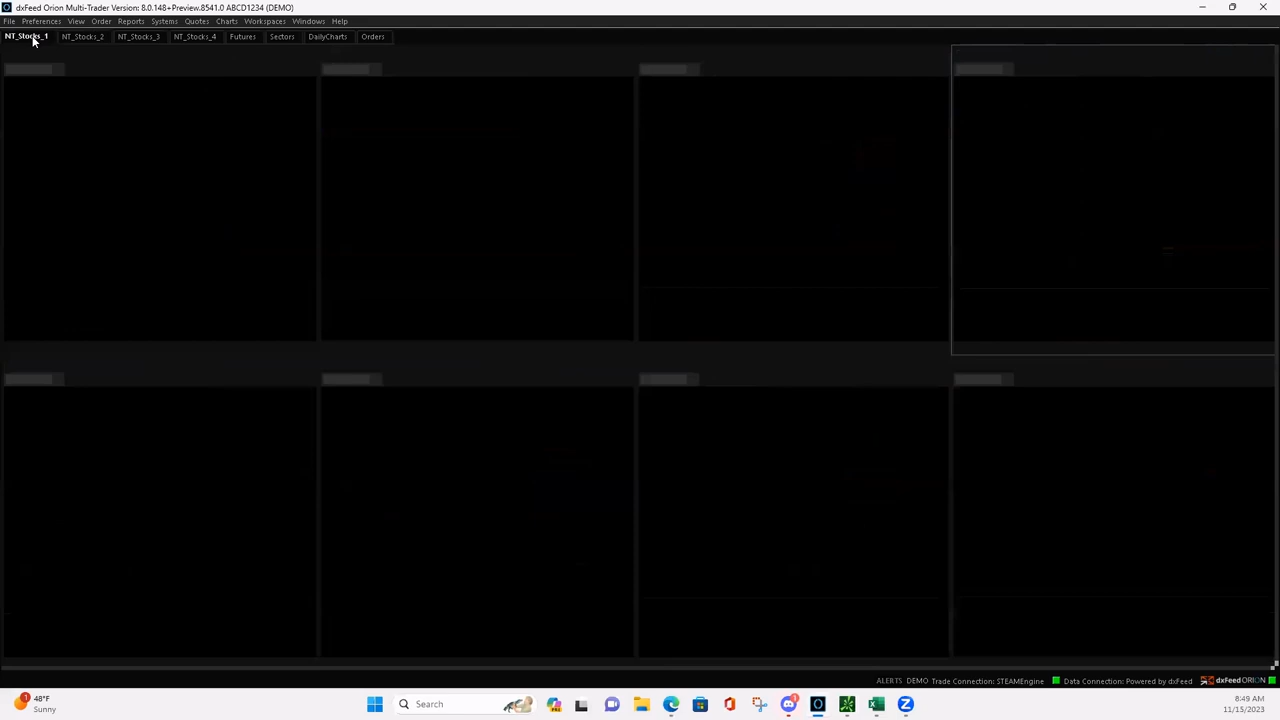 dxFeed Orion Multi-Trader Version: 8.0.148+Preview.8541.0 ABCD1234 (DEMO)
File Preferences View Order Reports Systems Quotes Charts Workspaces Windows Help
NT_Stocks_1 NT_Stocks_2 NT_Stocks_3 NT_Stocks_4 Futures Sectors DailyCharts Orders
ALERTS DEMO Trade Connection: STEAMEngine Data Connection: Powered by dxFeed dxFeed ORION
1
48°F
Sunny
Search
8:49 AM
11/15/2023